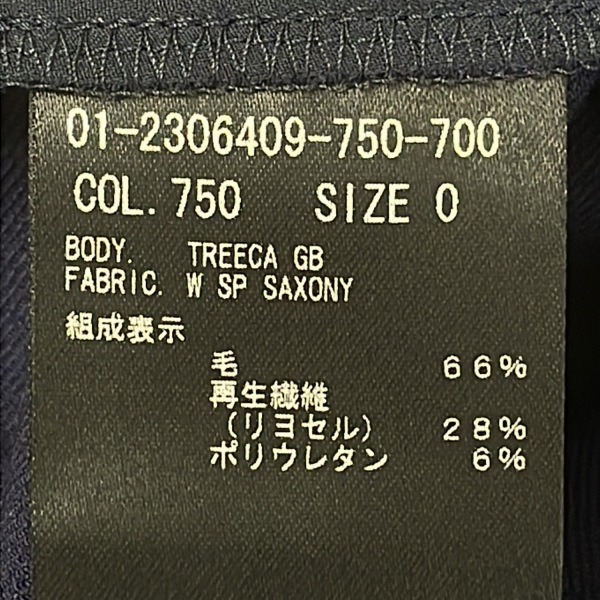 01-2306409-750-700
COL. 750 SIZE 0
BODY. TREECA GB
FABRIC. W SP SAXONY
組成表示
毛 66%
再生繊維
(リヨセル) 28%
ポリウレタン 6%